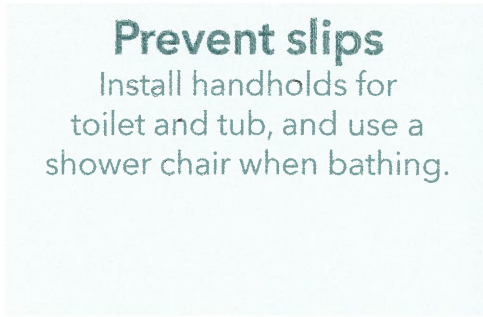 Prevent slips
Install handholds for
toilet and tub, and use a
shower chair when bathing.